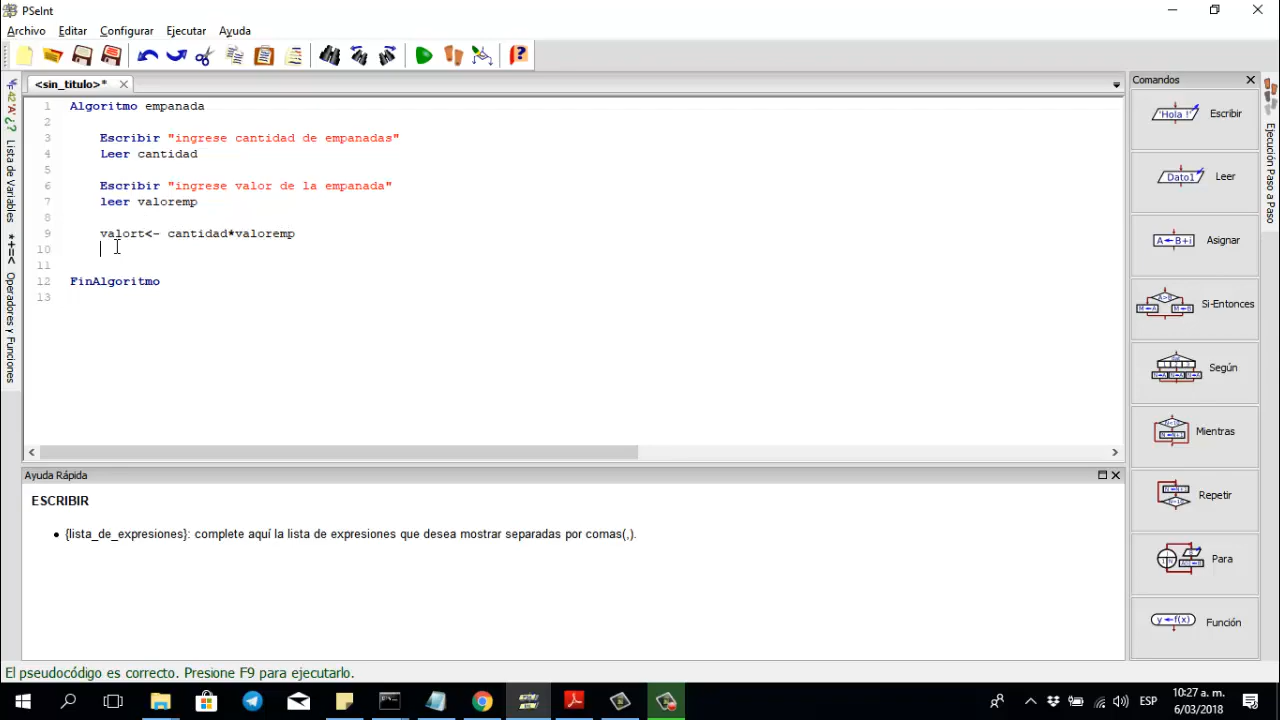 PSeInt
Archivo Editar Configurar Ejecutar Ayuda
<sin_titulo>*
Comandos
1 Algoritmo empanada
2
3 Escribir "ingrese cantidad de empanadas"
4 Leer cantidad
5
6 Escribir "ingrese valor de la empanada"
7 leer valoremp
8
9 valort<- cantidad*valoremp
10
11
12 FinAlgoritmo
13
Lista de Variables
Operadores y Funciones
'Hola !' Escribir
Dato1 Leer
A←B+i Asignar
Si-Entonces
Según
Mientras
Repetir
Para
y←f(x) Función
Ejecución Paso a Paso
Ayuda Rápida
ESCRIBIR
• {lista_de_expresiones}: complete aquí la lista de expresiones que desea mostrar separadas por comas(,).
El pseudocódigo es correcto. Presione F9 para ejecutarlo.
ESP
10:27 a. m.
6/03/2018